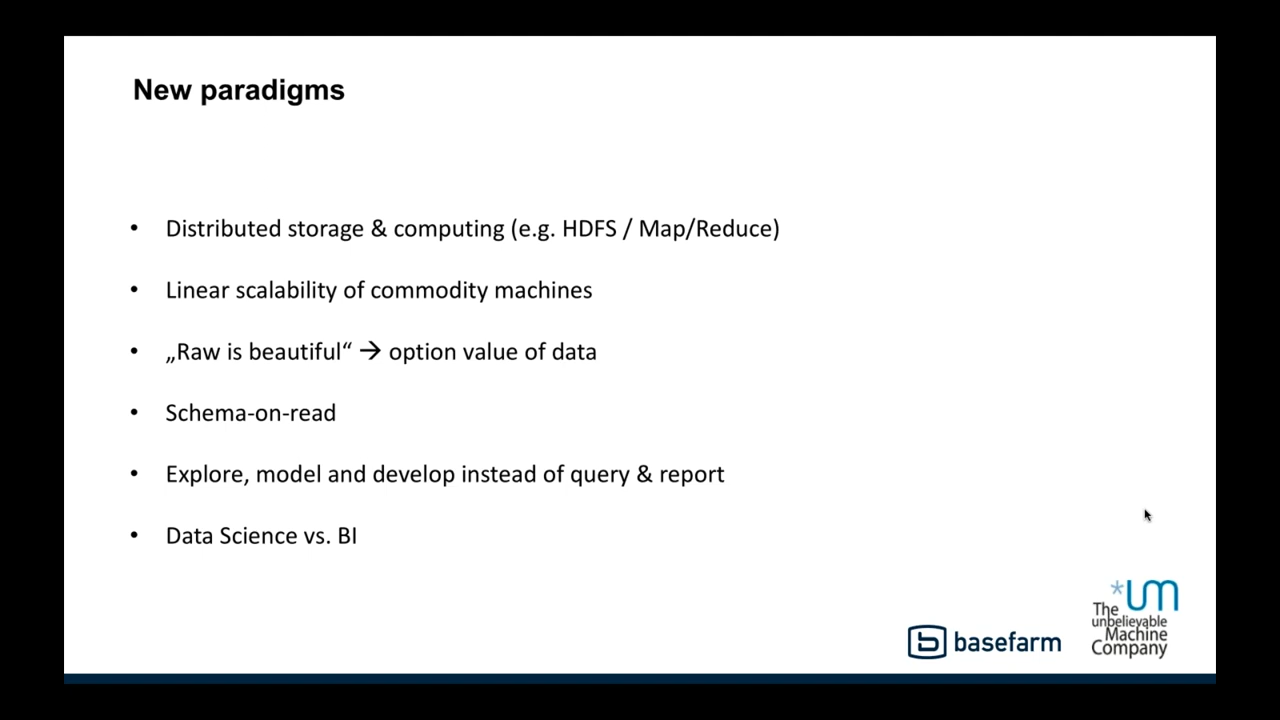 New paradigms
• Distributed storage & computing (e.g. HDFS / Map/Reduce)
• Linear scalability of commodity machines
• „Raw is beautiful“ → option value of data
• Schema-on-read
• Explore, model and develop instead of query & report
• Data Science vs. BI
basefarm
*um
The
unbelievable
Machine
Company